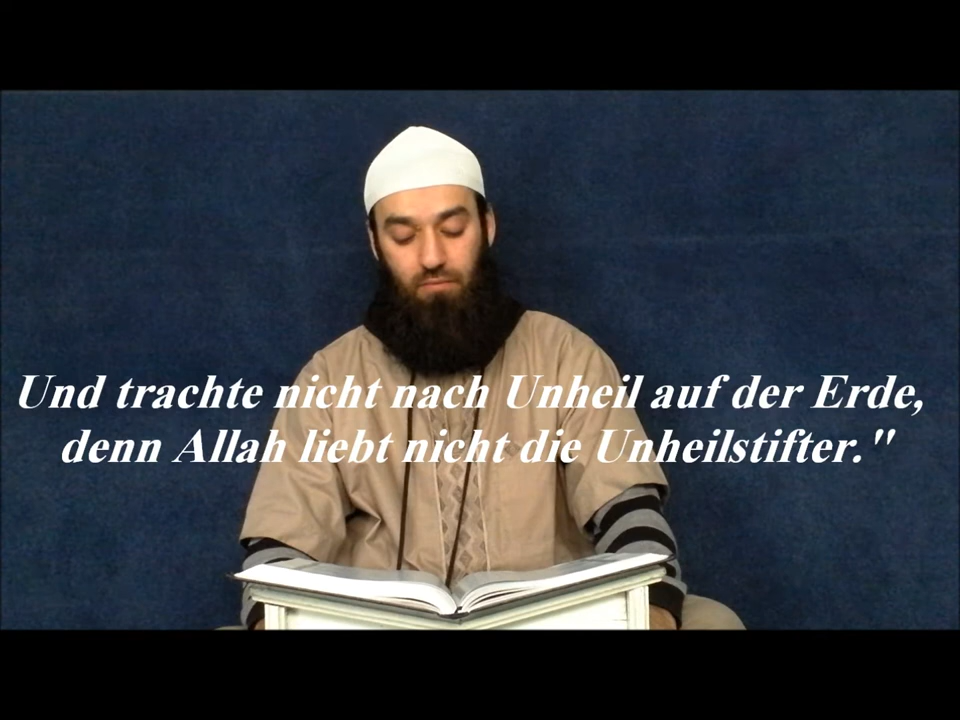 Und trachte nicht nach Unheil auf der Erde,
denn Allah liebt nicht die Unheilstifter."